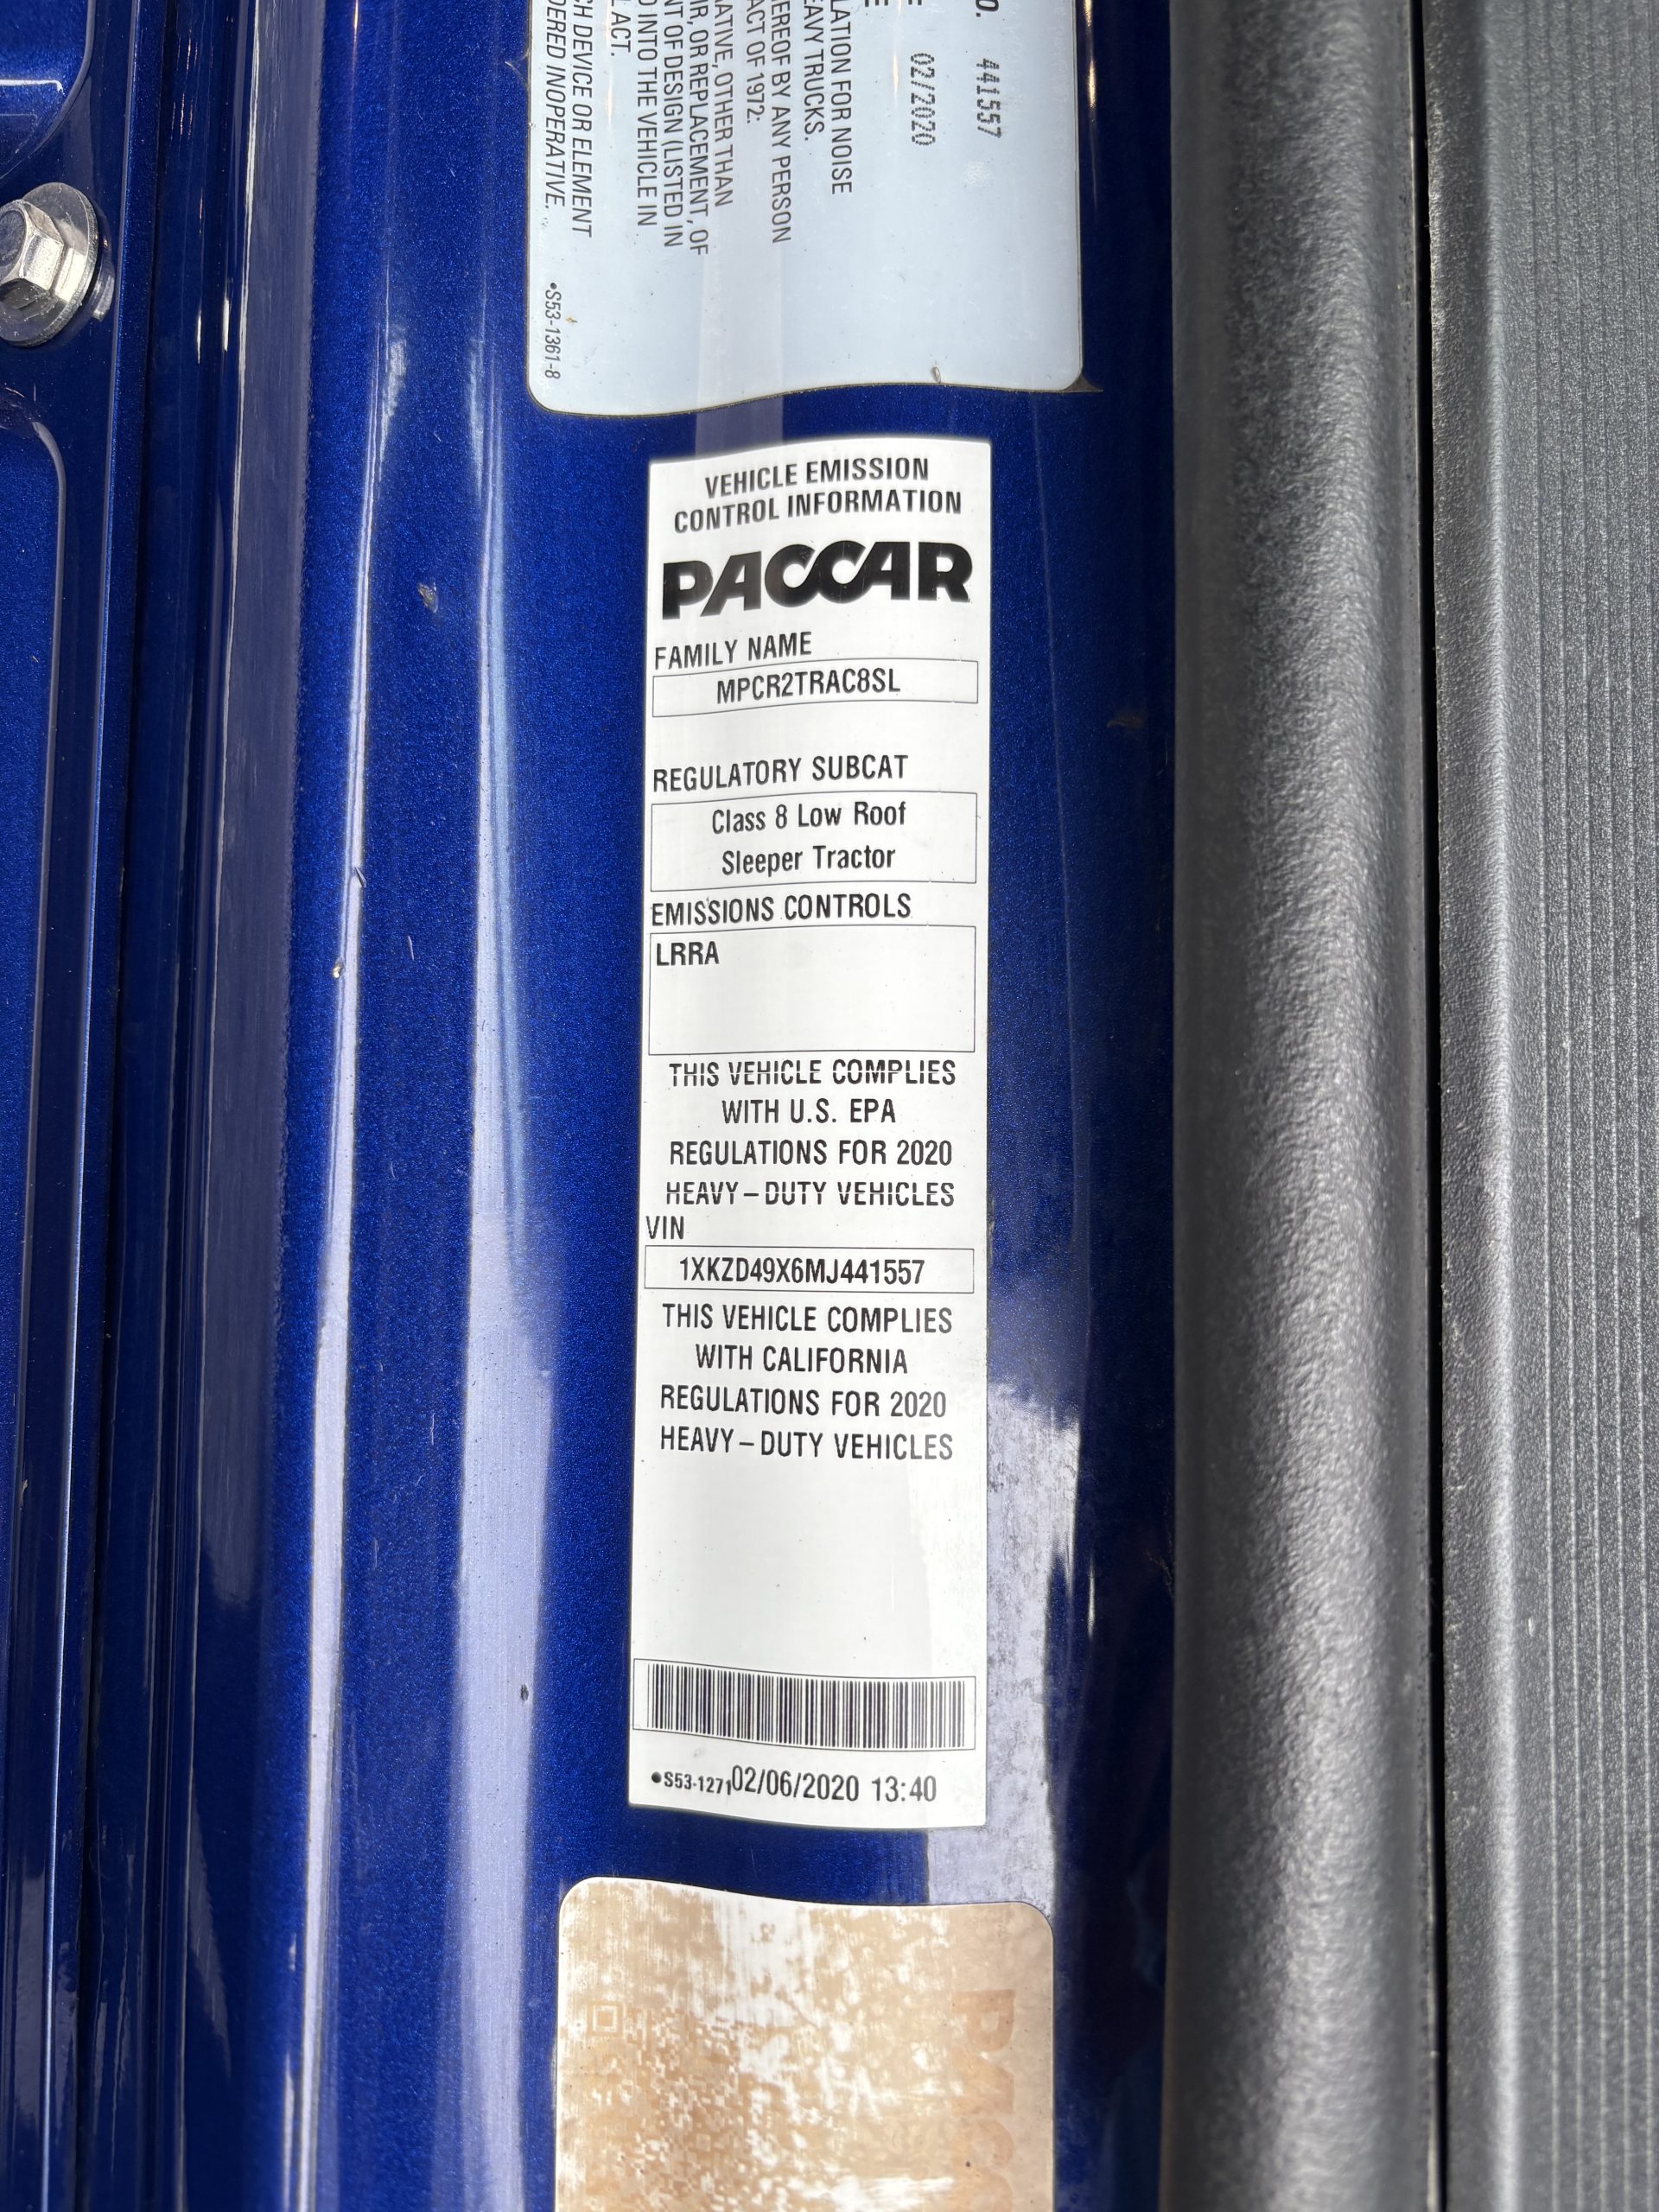 O. 441557
02/2020
LATION FOR NOISE
EAVY TRUCKS.
EREOF BY ANY PERSON
ACT OF 1972:
NATIVE, OTHER THAN
IR, OR REPLACEMENT, OF
NT OF DESIGN (LISTED IN
D INTO THE VEHICLE IN
L ACT.
CH DEVICE OR ELEMENT
DERED INOPERATIVE.
•S53-1361-8
VEHICLE EMISSION
CONTROL INFORMATION
PACCAR
FAMILY NAME
MPCR2TRAC8SL
REGULATORY SUBCAT
Class 8 Low Roof
Sleeper Tractor
EMISSIONS CONTROLS
LRRA
THIS VEHICLE COMPLIES
WITH U.S. EPA
REGULATIONS FOR 2020
HEAVY-DUTY VEHICLES
VIN
1XKZD49X6MJ441557
THIS VEHICLE COMPLIES
WITH CALIFORNIA
REGULATIONS FOR 2020
HEAVY-DUTY VEHICLES
•S53-1271 02/06/2020 13:40